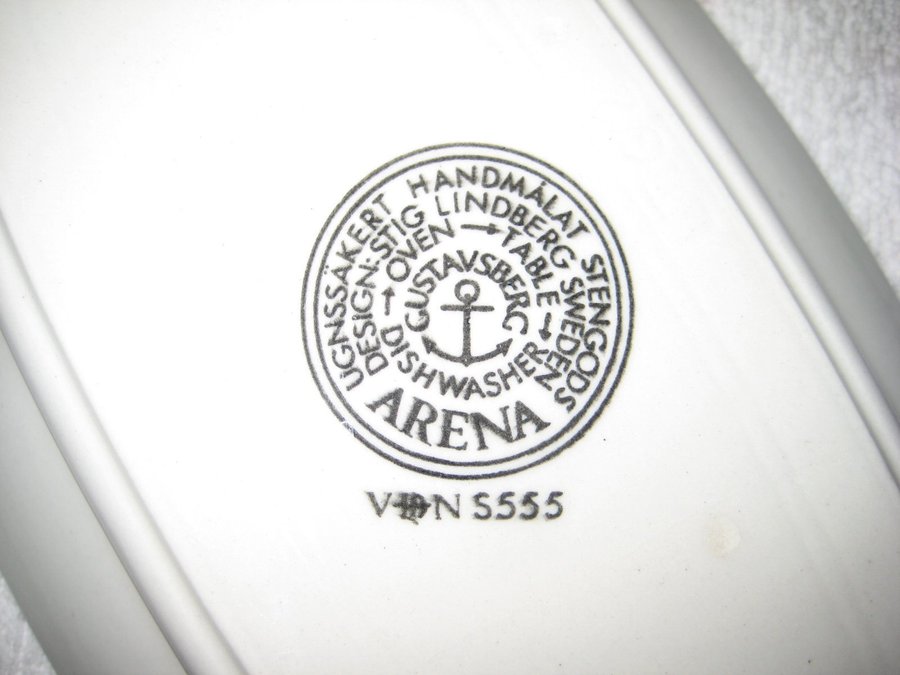 UGNSSÄKERT HANDMÅLAT STENGODS
DESIGN: STIG LINDBERG SWEDEN
OVEN → TABLE → DISHWASHER →
GUSTAVSBERG
ARENA
N S555